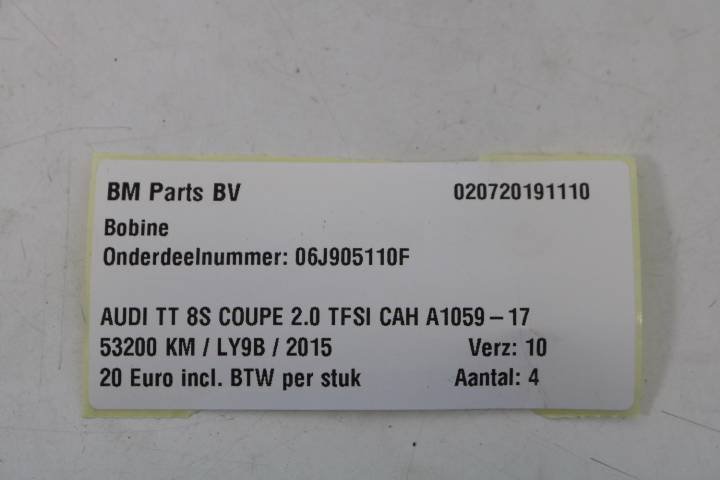 BM Parts BV 020720191110
Bobine
Onderdeelnummer: 06J905110F
AUDI TT 8S COUPE 2.0 TFSI CAH A1059 – 17
53200 KM / LY9B / 2015 Verz: 10
20 Euro incl. BTW per stuk Aantal: 4